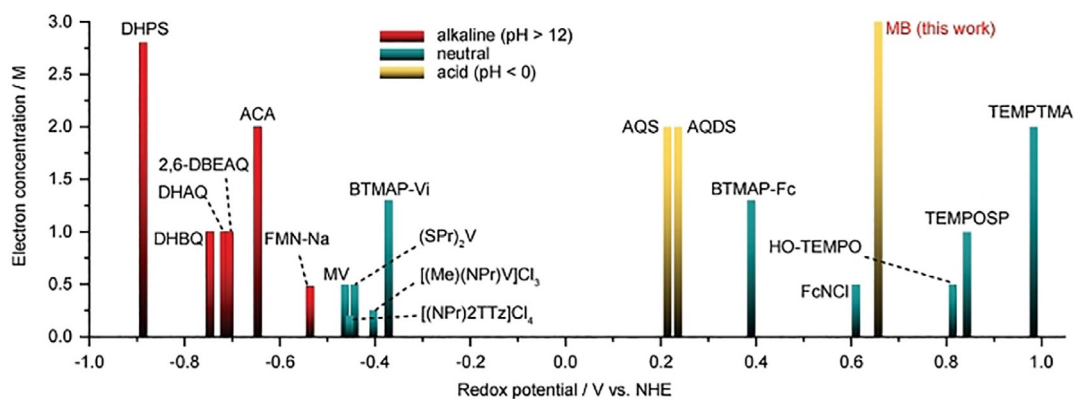 3.0
2.5
2.0
1.5
1.0
0.5
0.0
Electron concentration / M
DHPS
alkaline (pH > 12)
neutral
acid (pH < 0)
MB (this work)
ACA
2,6-DBEAQ
DHAQ
DHBQ
FMN-Na
MV
BTMAP-Vi
(SPr)₂V
[(Me)(NPr)V]Cl₃
[(NPr)2TTz]Cl₄
AQS
AQDS
BTMAP-Fc
FcNCl
HO-TEMPO
TEMPOSP
TEMPTMA
-1.0 -0.8 -0.6 -0.4 -0.2 0.0 0.2 0.4 0.6 0.8 1.0
Redox potential / V vs. NHE